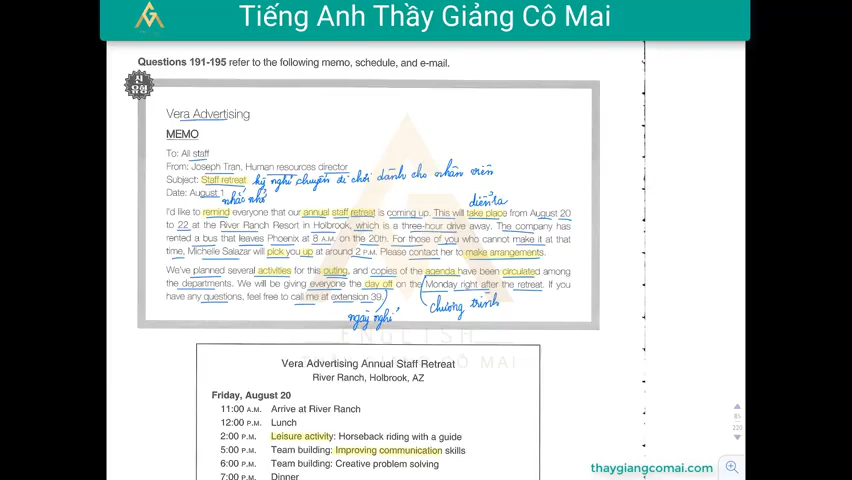 Tiếng Anh Thầy Giảng Cô Mai
Questions 191-195 refer to the following memo, schedule, and e-mail.
Vera Advertising
MEMO
To: All staff
From: Joseph Tran, Human resources director
Subject: Staff retreat kỳ nghỉ chuyến đi chơi dành cho nhân viên
Date: August 1
nhắc nhở
diễn ra
I'd like to remind everyone that our annual staff retreat is coming up. This will take place from August 20
to 22 at the River Ranch Resort in Holbrook, which is a three-hour drive away. The company has
rented a bus that leaves Phoenix at 8 A.M. on the 20th. For those of you who cannot make it at that
time, Michelle Salazar will pick you up at around 2 P.M. Please contact her to make arrangements.
We've planned several activities for this outing, and copies of the agenda have been circulated among
the departments. We will be giving everyone the day off on the Monday right after the retreat. If you
have any questions, feel free to call me at extension 39.
chương trình
ngày nghỉ
ENGLISH
CÔ MAI
Vera Advertising Annual Staff Retreat
River Ranch, Holbrook, AZ
Friday, August 20
11:00 A.M. Arrive at River Ranch
12:00 P.M. Lunch
2:00 P.M. Leisure activity: Horseback riding with a guide
5:00 P.M. Team building: Improving communication skills
6:00 P.M. Team building: Creative problem solving
7:00 P.M. Dinner
85
220
thaygiangcomai.com